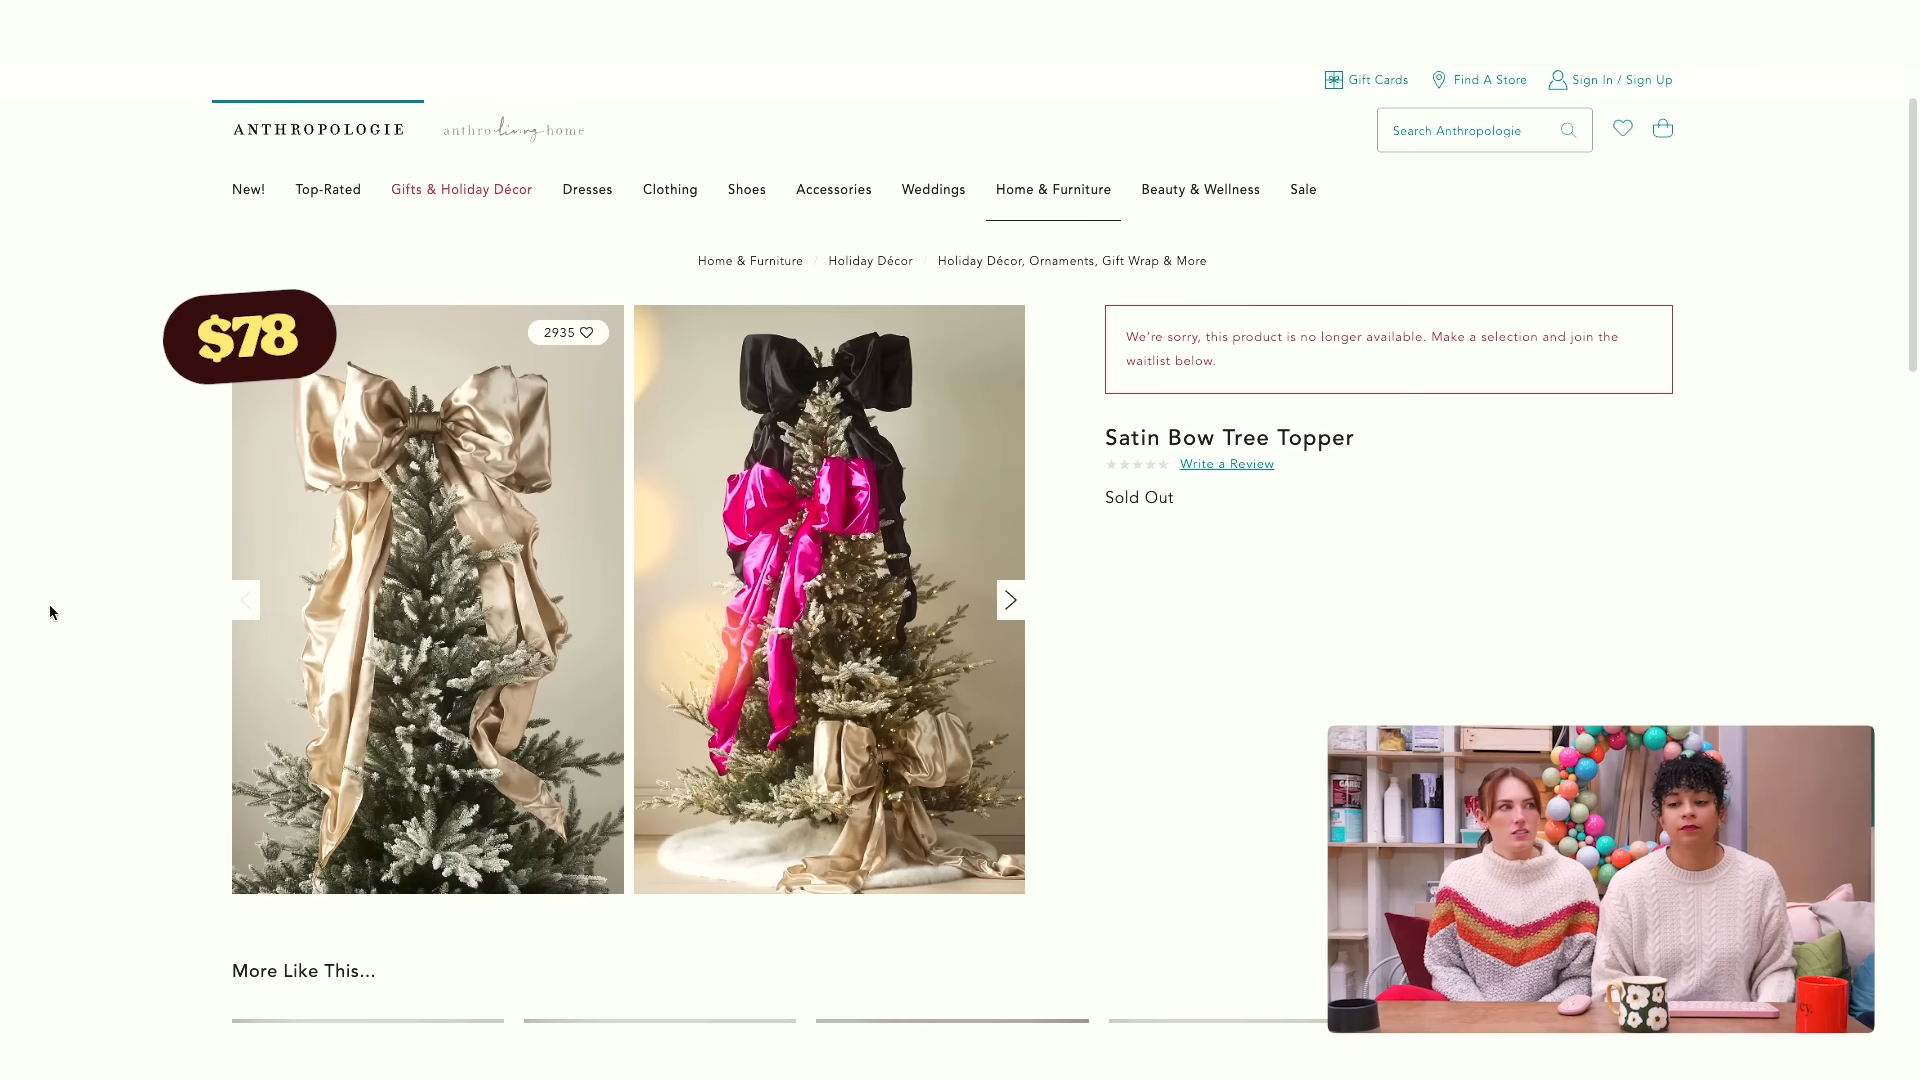 Gift Cards
Find A Store
Sign In / Sign Up
ANTHROPOLOGIE
anthro living home
Search Anthropologie
New!
Top-Rated
Gifts & Holiday Décor
Dresses
Clothing
Shoes
Accessories
Weddings
Home & Furniture
Beauty & Wellness
Sale
Home & Furniture / Holiday Décor / Holiday Décor, Ornaments, Gift Wrap & More
$78
2935
We're sorry, this product is no longer available. Make a selection and join the
waitlist below.
Satin Bow Tree Topper
Write a Review
Sold Out
More Like This...